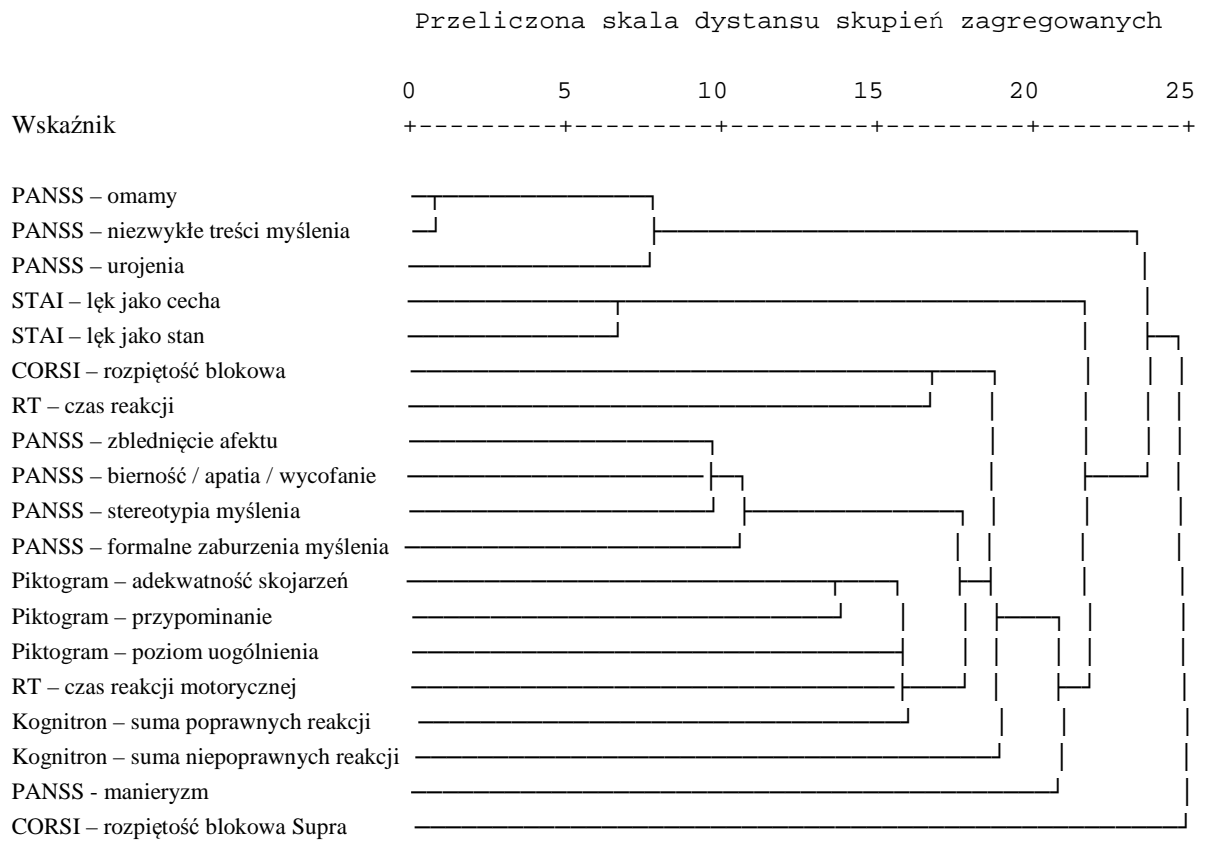 Przeliczona skala dystansu skupień zagregowanych
0 5 10 15 20 25
Wskaźnik
PANSS – omamy
PANSS – niezwykłe treści myślenia
PANSS – urojenia
STAI – lęk jako cecha
STAI – lęk jako stan
CORSI – rozpiętość blokowa
RT – czas reakcji
PANSS – zblednięcie afektu
PANSS – bierność / apatia / wycofanie
PANSS – stereotypia myślenia
PANSS – formalne zaburzenia myślenia
Piktogram – adekwatność skojarzeń
Piktogram – przypominanie
Piktogram – poziom uogólnienia
RT – czas reakcji motorycznej
Kognitron – suma poprawnych reakcji
Kognitron – suma niepoprawnych reakcji
PANSS - manieryzm
CORSI – rozpiętość blokowa Supra